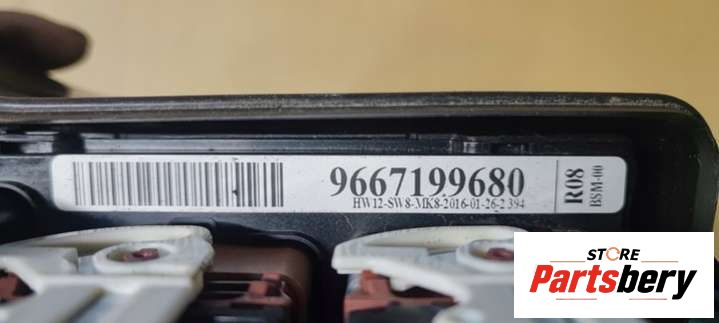 9667199680
HW12-SW8-MK8-2016-01-26-2 394
R08
BSM-00
STORE
Partsbery